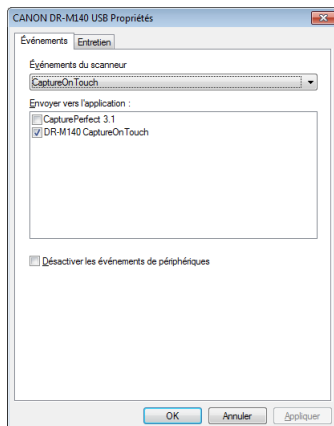 CANON DR-M140 USB Propriétés
Événements Entretien
Événements du scanneur
CaptureOnTouch
Envoyer vers l'application :
CapturePerfect 3.1
DR-M140 CaptureOnTouch
Désactiver les événements de périphériques
OK Annuler Appliquer